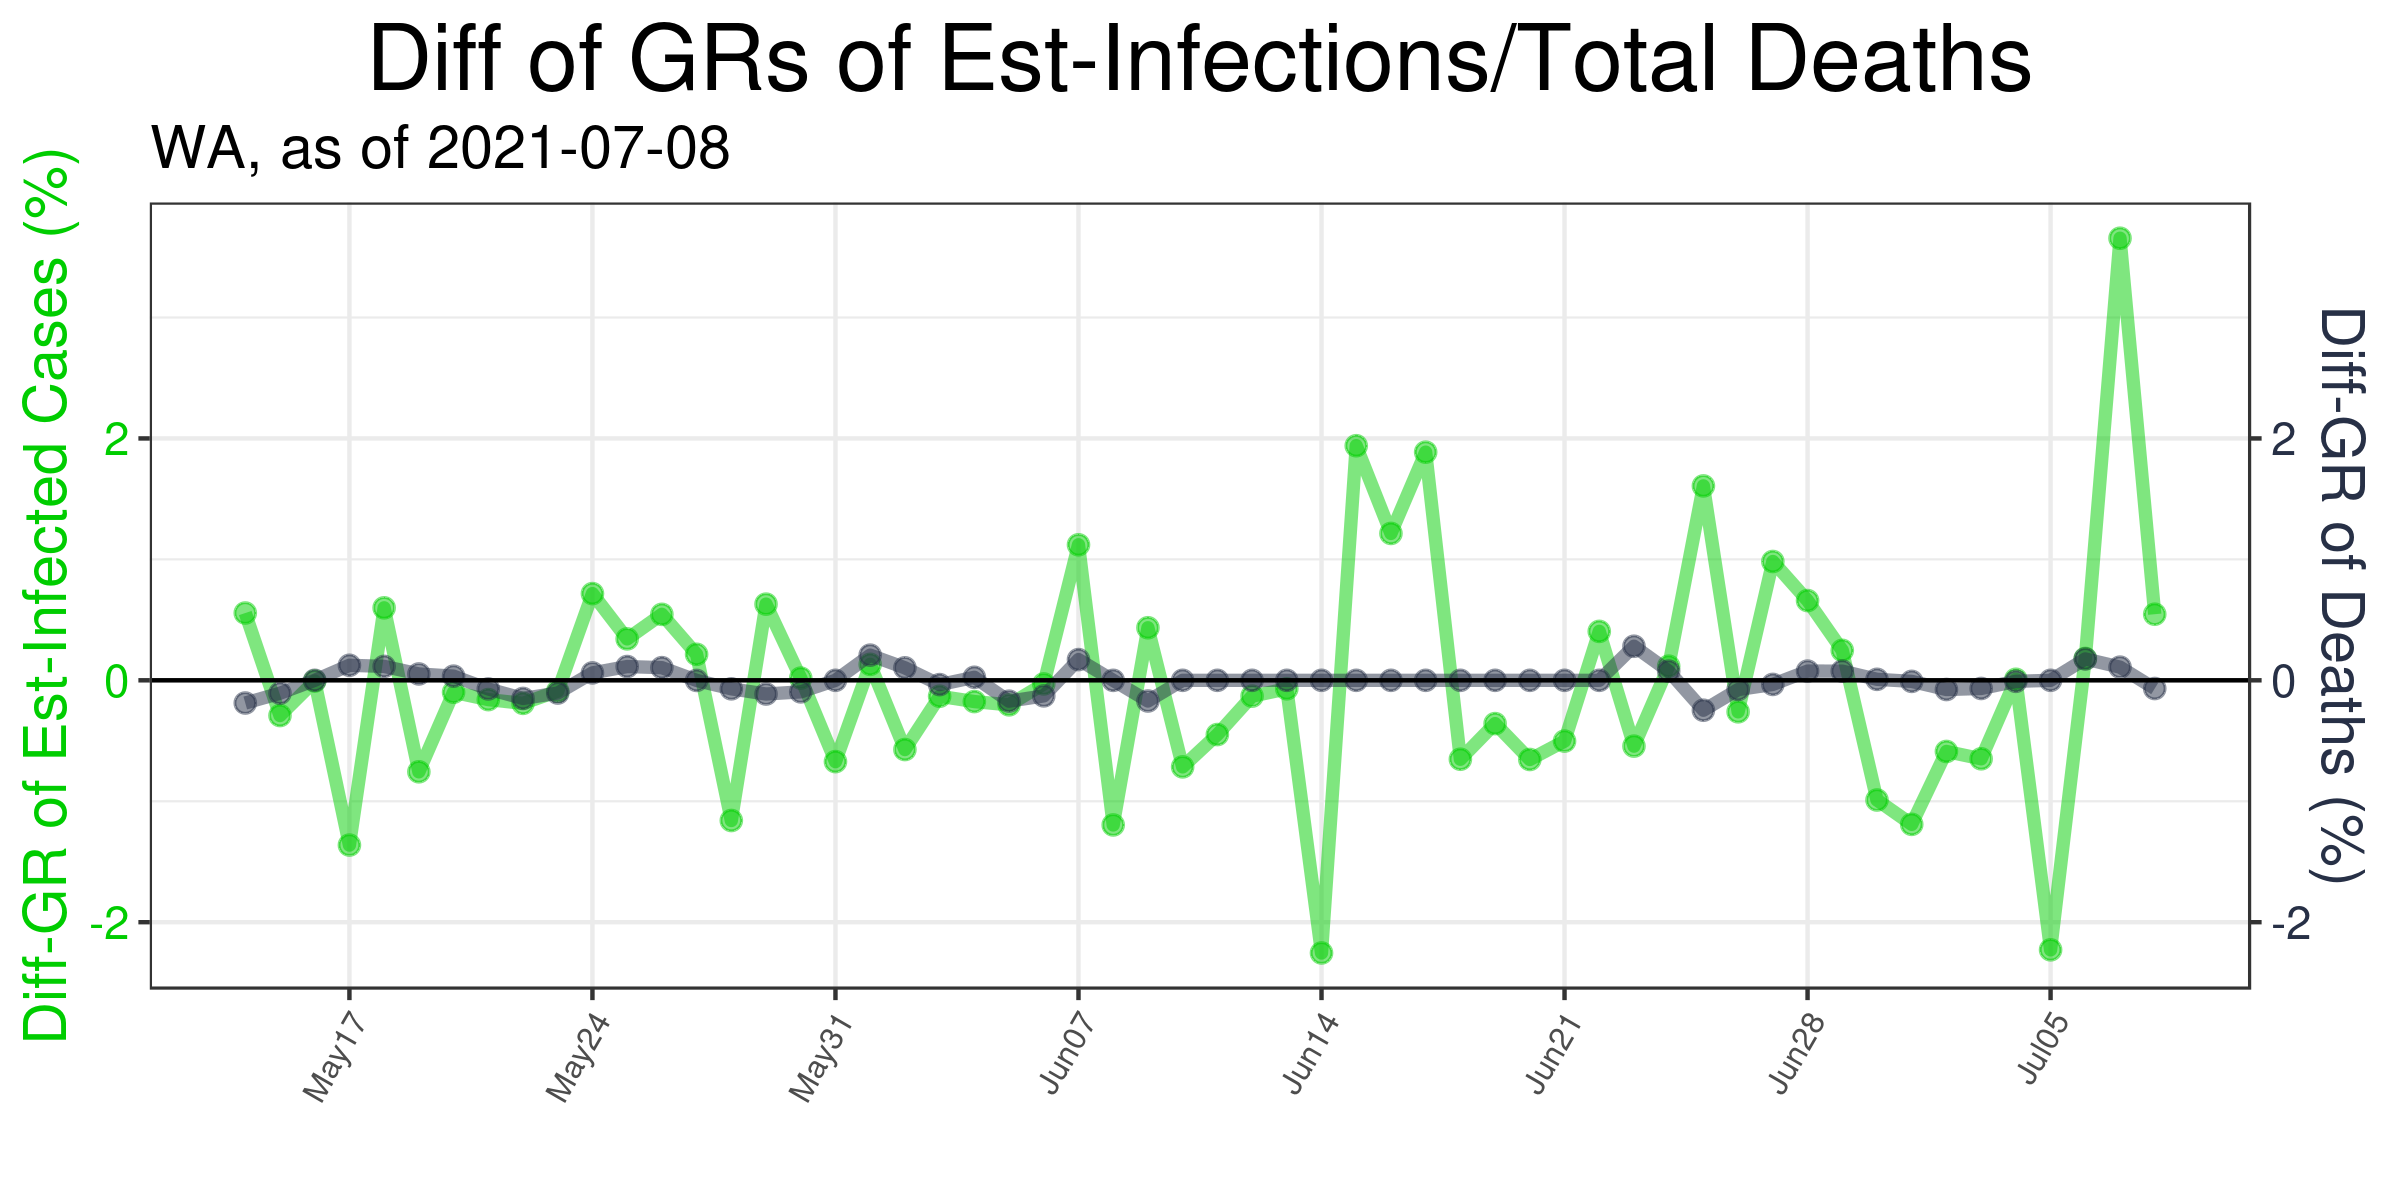 Diff of GRs of Est-Infections/Total Deaths
WA, as of 2021-07-08
Diff-GR of Est-Infected Cases (%)
2
0
-2
2
0
-2
Diff-GR of Deaths (%)
May17
May24
May31
Jun07
Jun14
Jun21
Jun28
Jul05